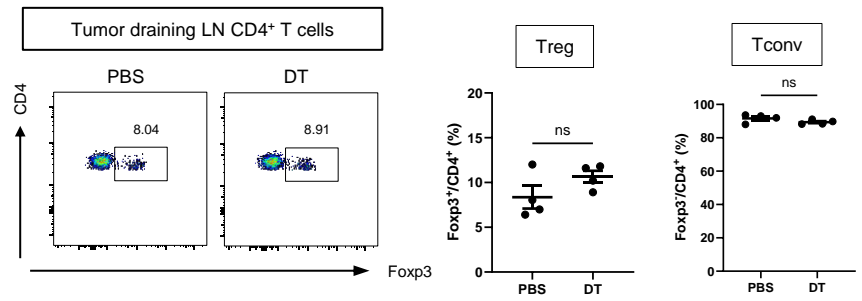 Tumor draining LN CD4⁺ T cells
PBS
DT
CD4
8.04
8.91
Foxp3
Treg
20
15
10
5
0
Foxp3⁺/CD4⁺ (%)
ns
PBS
DT
Tconv
100
80
60
40
20
0
Foxp3⁻/CD4⁺ (%)
ns
PBS
DT